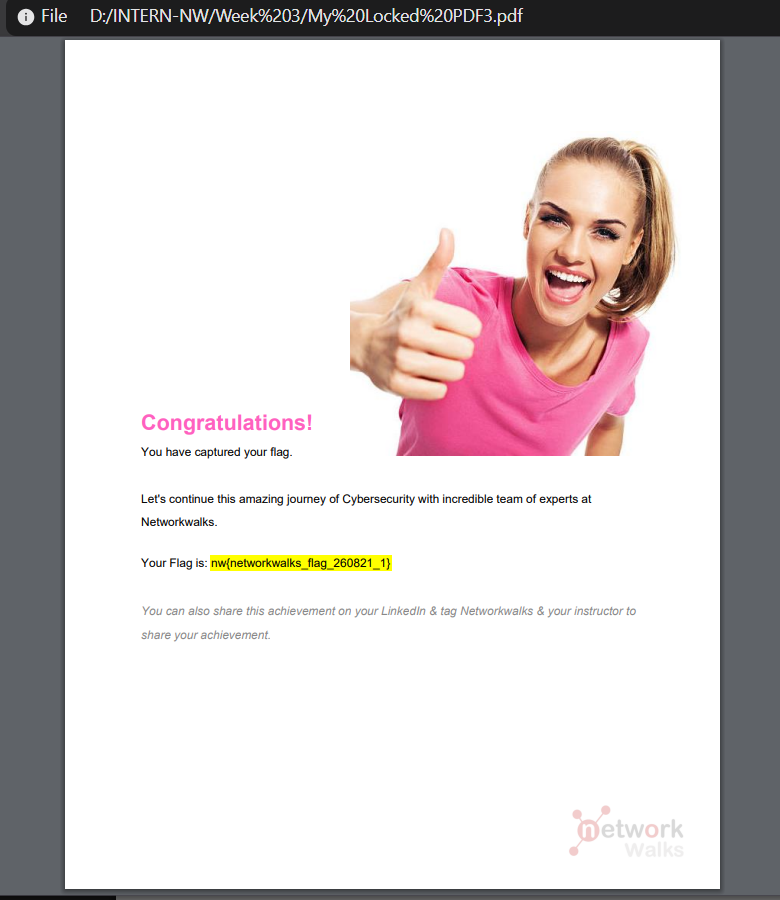 File D:/INTERN-NW/Week%203/My%20Locked%20PDF3.pdf
Congratulations!
You have captured your flag.
Let's continue this amazing journey of Cybersecurity with incredible team of experts at
Networkwalks.
Your Flag is: nw{networkwalks_flag_260821_1}
You can also share this achievement on your LinkedIn & tag Networkwalks & your instructor to
share your achievement.
network
Walks